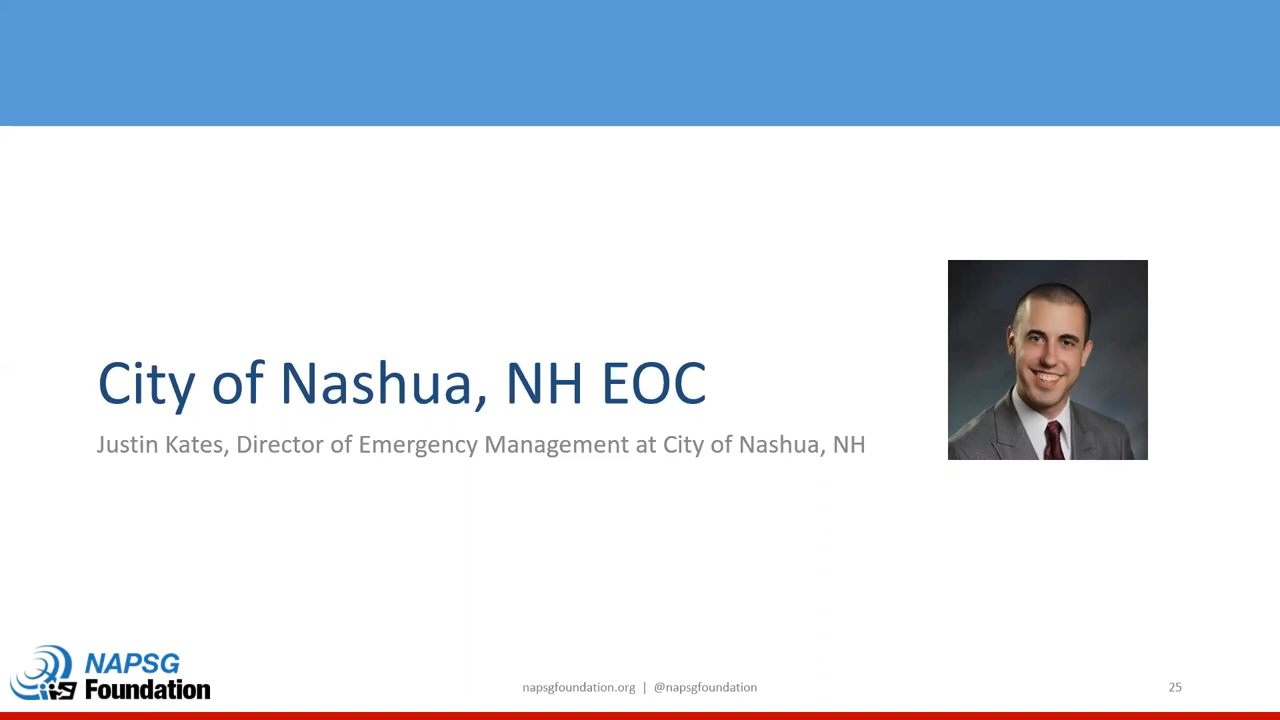 City of Nashua, NH EOC
Justin Kates, Director of Emergency Management at City of Nashua, NH
NAPSG
Foundation
napsgfoundation.org | @napsgfoundation
25